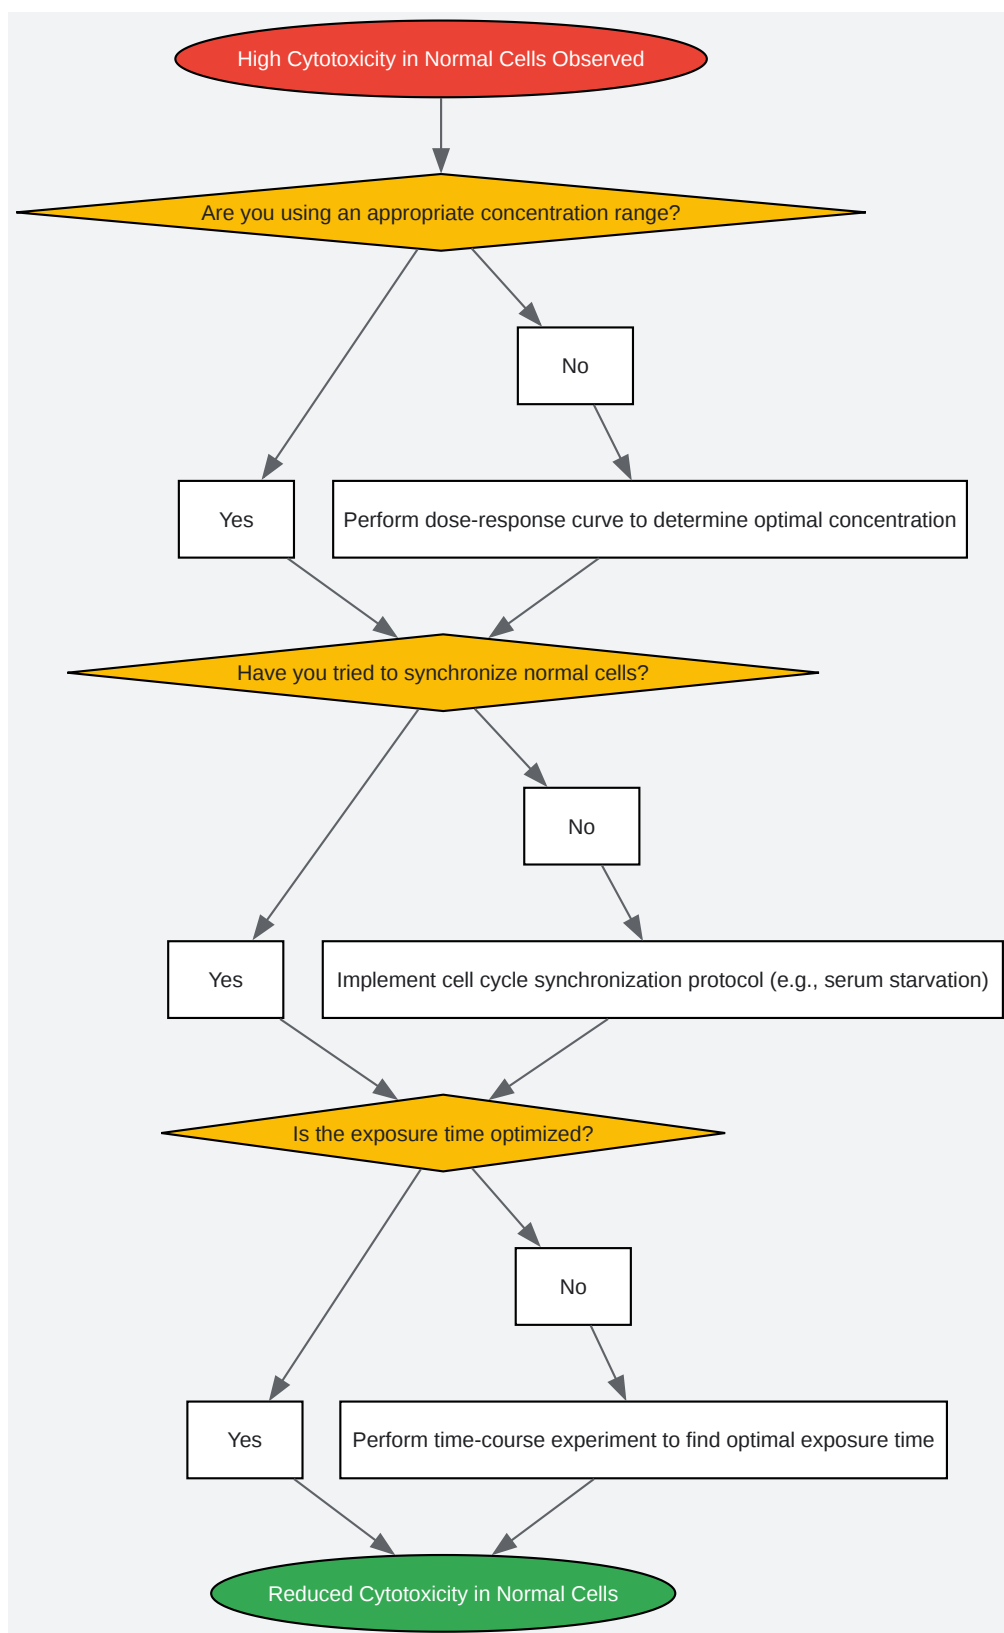 High Cytotoxicity in Normal Cells Observed
Are you using an appropriate concentration range?
No
Yes
Perform dose-response curve to determine optimal concentration
Have you tried to synchronize normal cells?
No
Yes
Implement cell cycle synchronization protocol (e.g., serum starvation)
Is the exposure time optimized?
No
Yes
Perform time-course experiment to find optimal exposure time
Reduced Cytotoxicity in Normal Cells